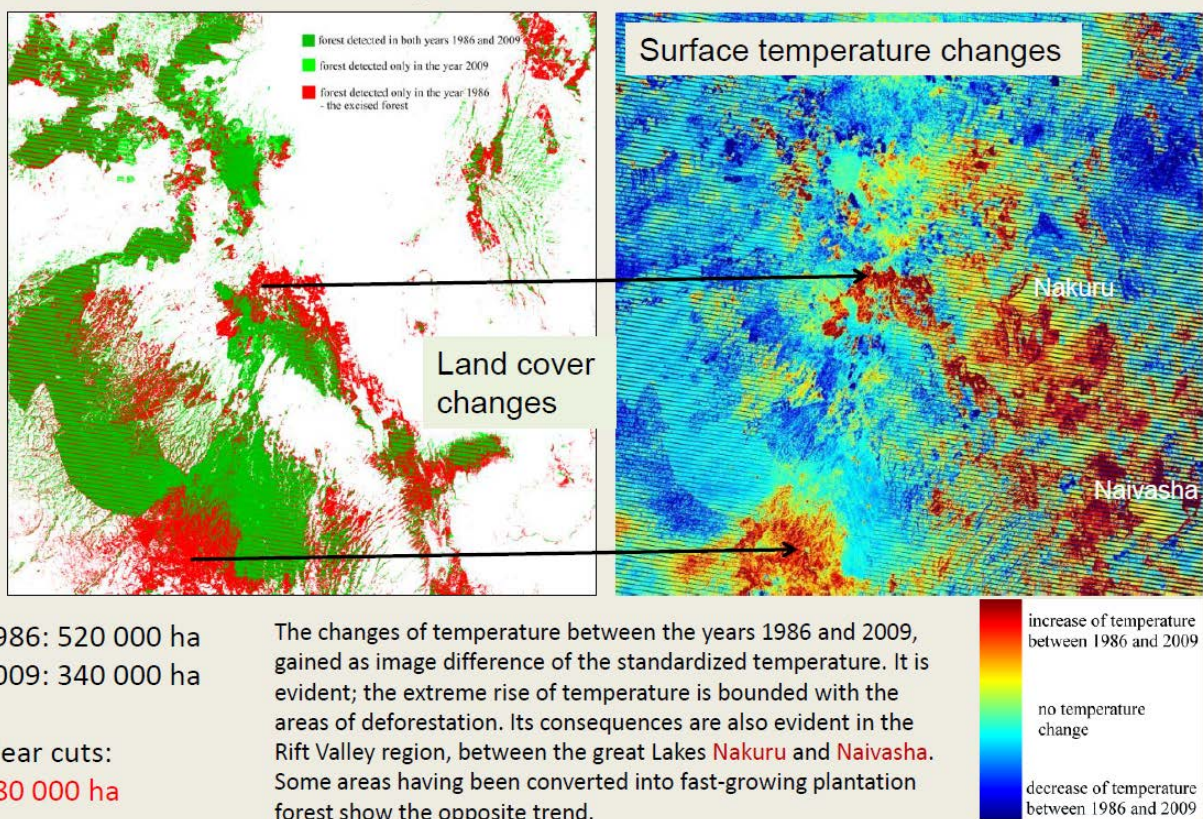 forest detected in both years 1986 and 2009
forest detected only in the year 2009
forest detected only in the year 1986
- the excised forest
Surface temperature changes
Land cover
changes
Nakuru
Naivasha
986: 520 000 ha
009: 340 000 ha
ear cuts:
80 000 ha
The changes of temperature between the years 1986 and 2009,
gained as image difference of the standardized temperature. It is
evident; the extreme rise of temperature is bounded with the
areas of deforestation. Its consequences are also evident in the
Rift Valley region, between the great Lakes Nakuru and Naivasha.
Some areas having been converted into fast-growing plantation
forest show the opposite trend.
increase of temperature
between 1986 and 2009
no temperature
change
decrease of temperature
between 1986 and 2009